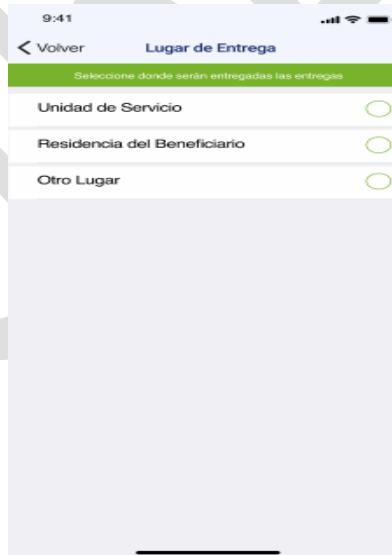 9:41
Volver
Lugar de Entrega
Seleccione donde serán entregadas las entregas
Unidad de Servicio
Residencia del Beneficiario
Otro Lugar